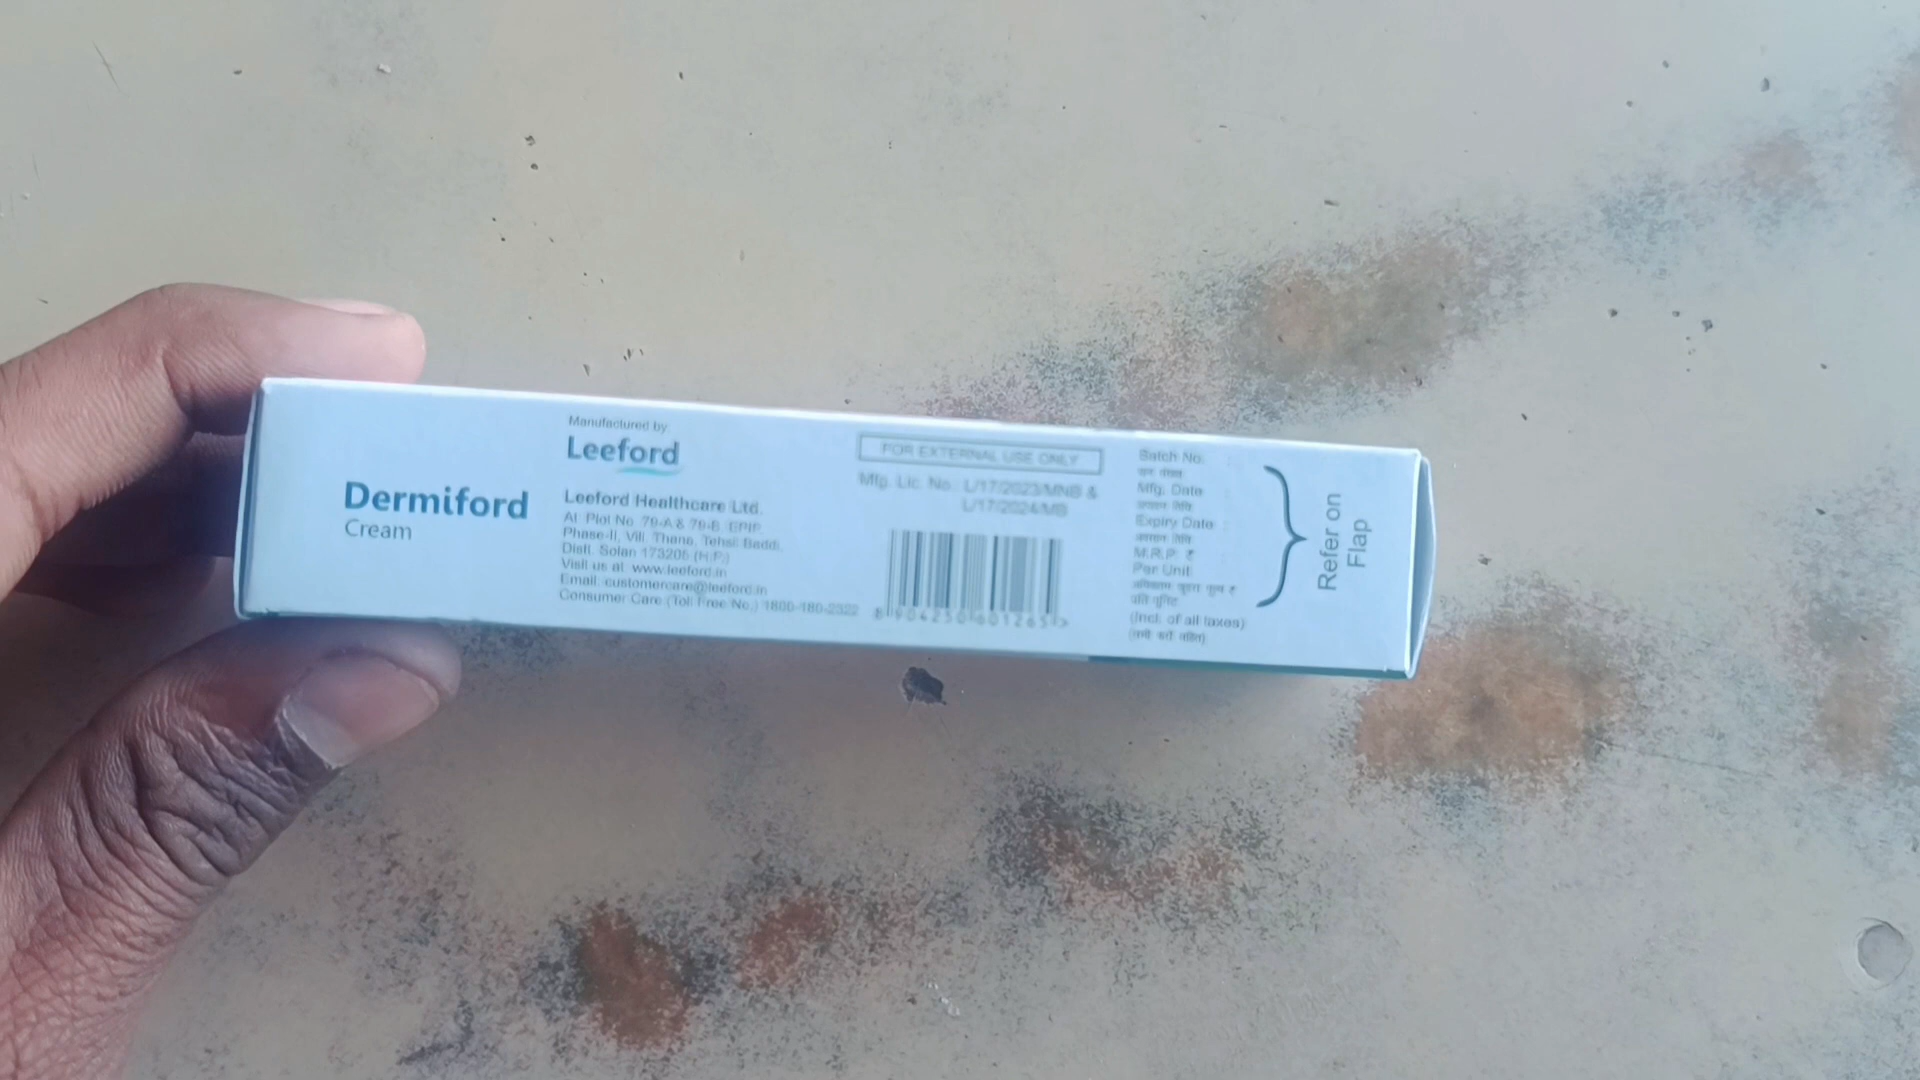 Dermiford
Cream
Manufactured by
Leeford
Leeford Healthcare Ltd.
At: Plot No. 79-A & 79-B, EPIP,
Phase-II, Vill. Thana, Tehsil Baddi,
Distt. Solan 173205 (H.P.)
Visit us at: www.leeford.in
Email: customercare@leeford.in
Consumer Care (Toll Free No.) 1800-180-2322
FOR EXTERNAL USE ONLY
Mfg. Lic. No.: L/17/2023/MNB &
L/17/2024/MB
8 904250 601265 >
Batch No.
Mfg. Date
Expiry Date
M.R.P. ₹
Per Unit
(Incl. of all taxes)
Refer on
Flap